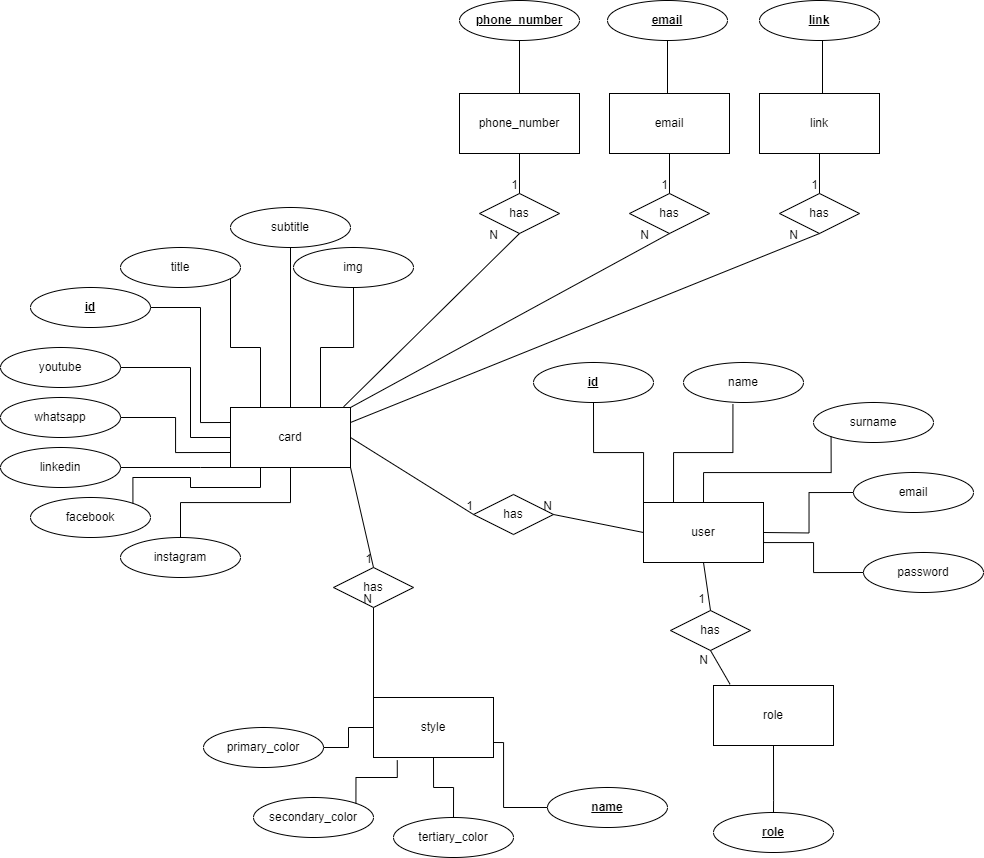 phone_number
email
link
phone_number
email
link
1
1
1
has
has
has
N
N
N
subtitle
title
img
id
youtube
whatsapp
linkedin
facebook
instagram
card
id
name
surname
email
password
user
1
has
N
1
has
N
1
has
N
role
role
style
primary_color
secondary_color
tertiary_color
name